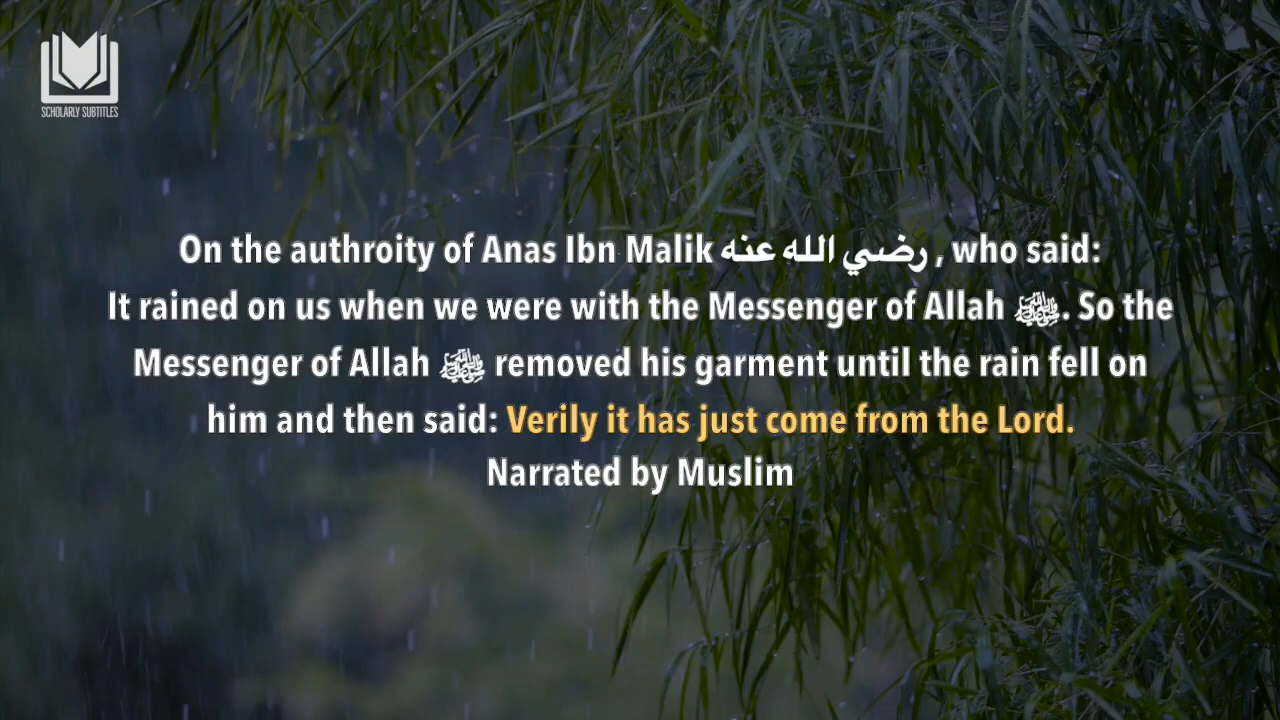 SCHOLARLY SUBTITLES
On the authroity of Anas Ibn Malik رضي الله عنه , who said:
It rained on us when we were with the Messenger of Allah ﷺ. So the
Messenger of Allah ﷺ removed his garment until the rain fell on
him and then said: Verily it has just come from the Lord.
Narrated by Muslim